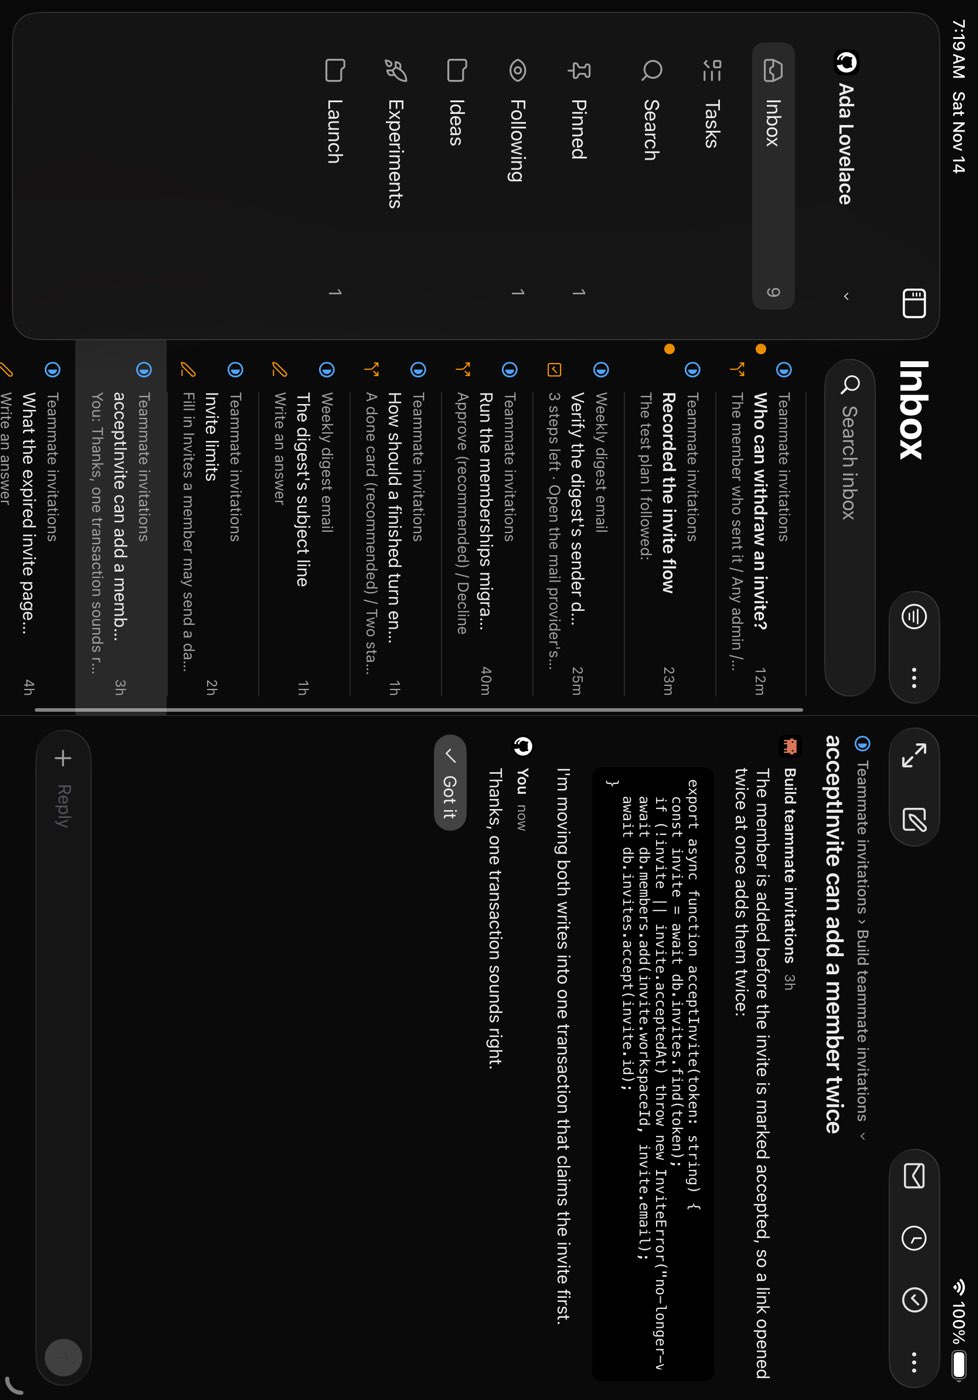 7:19 AM Sat Nov 14
100%
Ada Lovelace
Inbox 9
Tasks
Search
Pinned 1
Following 1
Ideas
Experiments
Launch 1
Inbox
Search inbox
Teammate invitations
Who can withdraw an invite? 12m
The member who sent it / Any admin /...
Teammate invitations
Recorded the invite flow 23m
The test plan I followed:
Weekly digest email
Verify the digest's sender d... 25m
3 steps left · Open the mail provider's...
Teammate invitations
Run the memberships migra... 40m
Approve (recommended) / Decline
Teammate invitations
How should a finished turn en... 1h
A done card (recommended) / Two sta...
Weekly digest email
The digest's subject line 1h
Write an answer
Teammate invitations
Invite limits 2h
Fill in Invites a member may send a da...
Teammate invitations
acceptInvite can add a memb... 3h
You: Thanks, one transaction sounds r...
Teammate invitations
What the expired invite page... 4h
Write an answer
Teammate invitations › Build teammate invitations
acceptInvite can add a member twice
Build teammate invitations 3h
The member is added before the invite is marked accepted, so a link opened
twice at once adds them twice:
export async function acceptInvite(token: string) {
  const invite = await db.invites.find(token);
  if (!invite || invite.acceptedAt) throw new InviteError("no-longer-v
  await db.members.add(invite.workspaceId, invite.email);
  await db.invites.accept(invite.id);
}
I'm moving both writes into one transaction that claims the invite first.
You now
Thanks, one transaction sounds right.
Got it
Reply